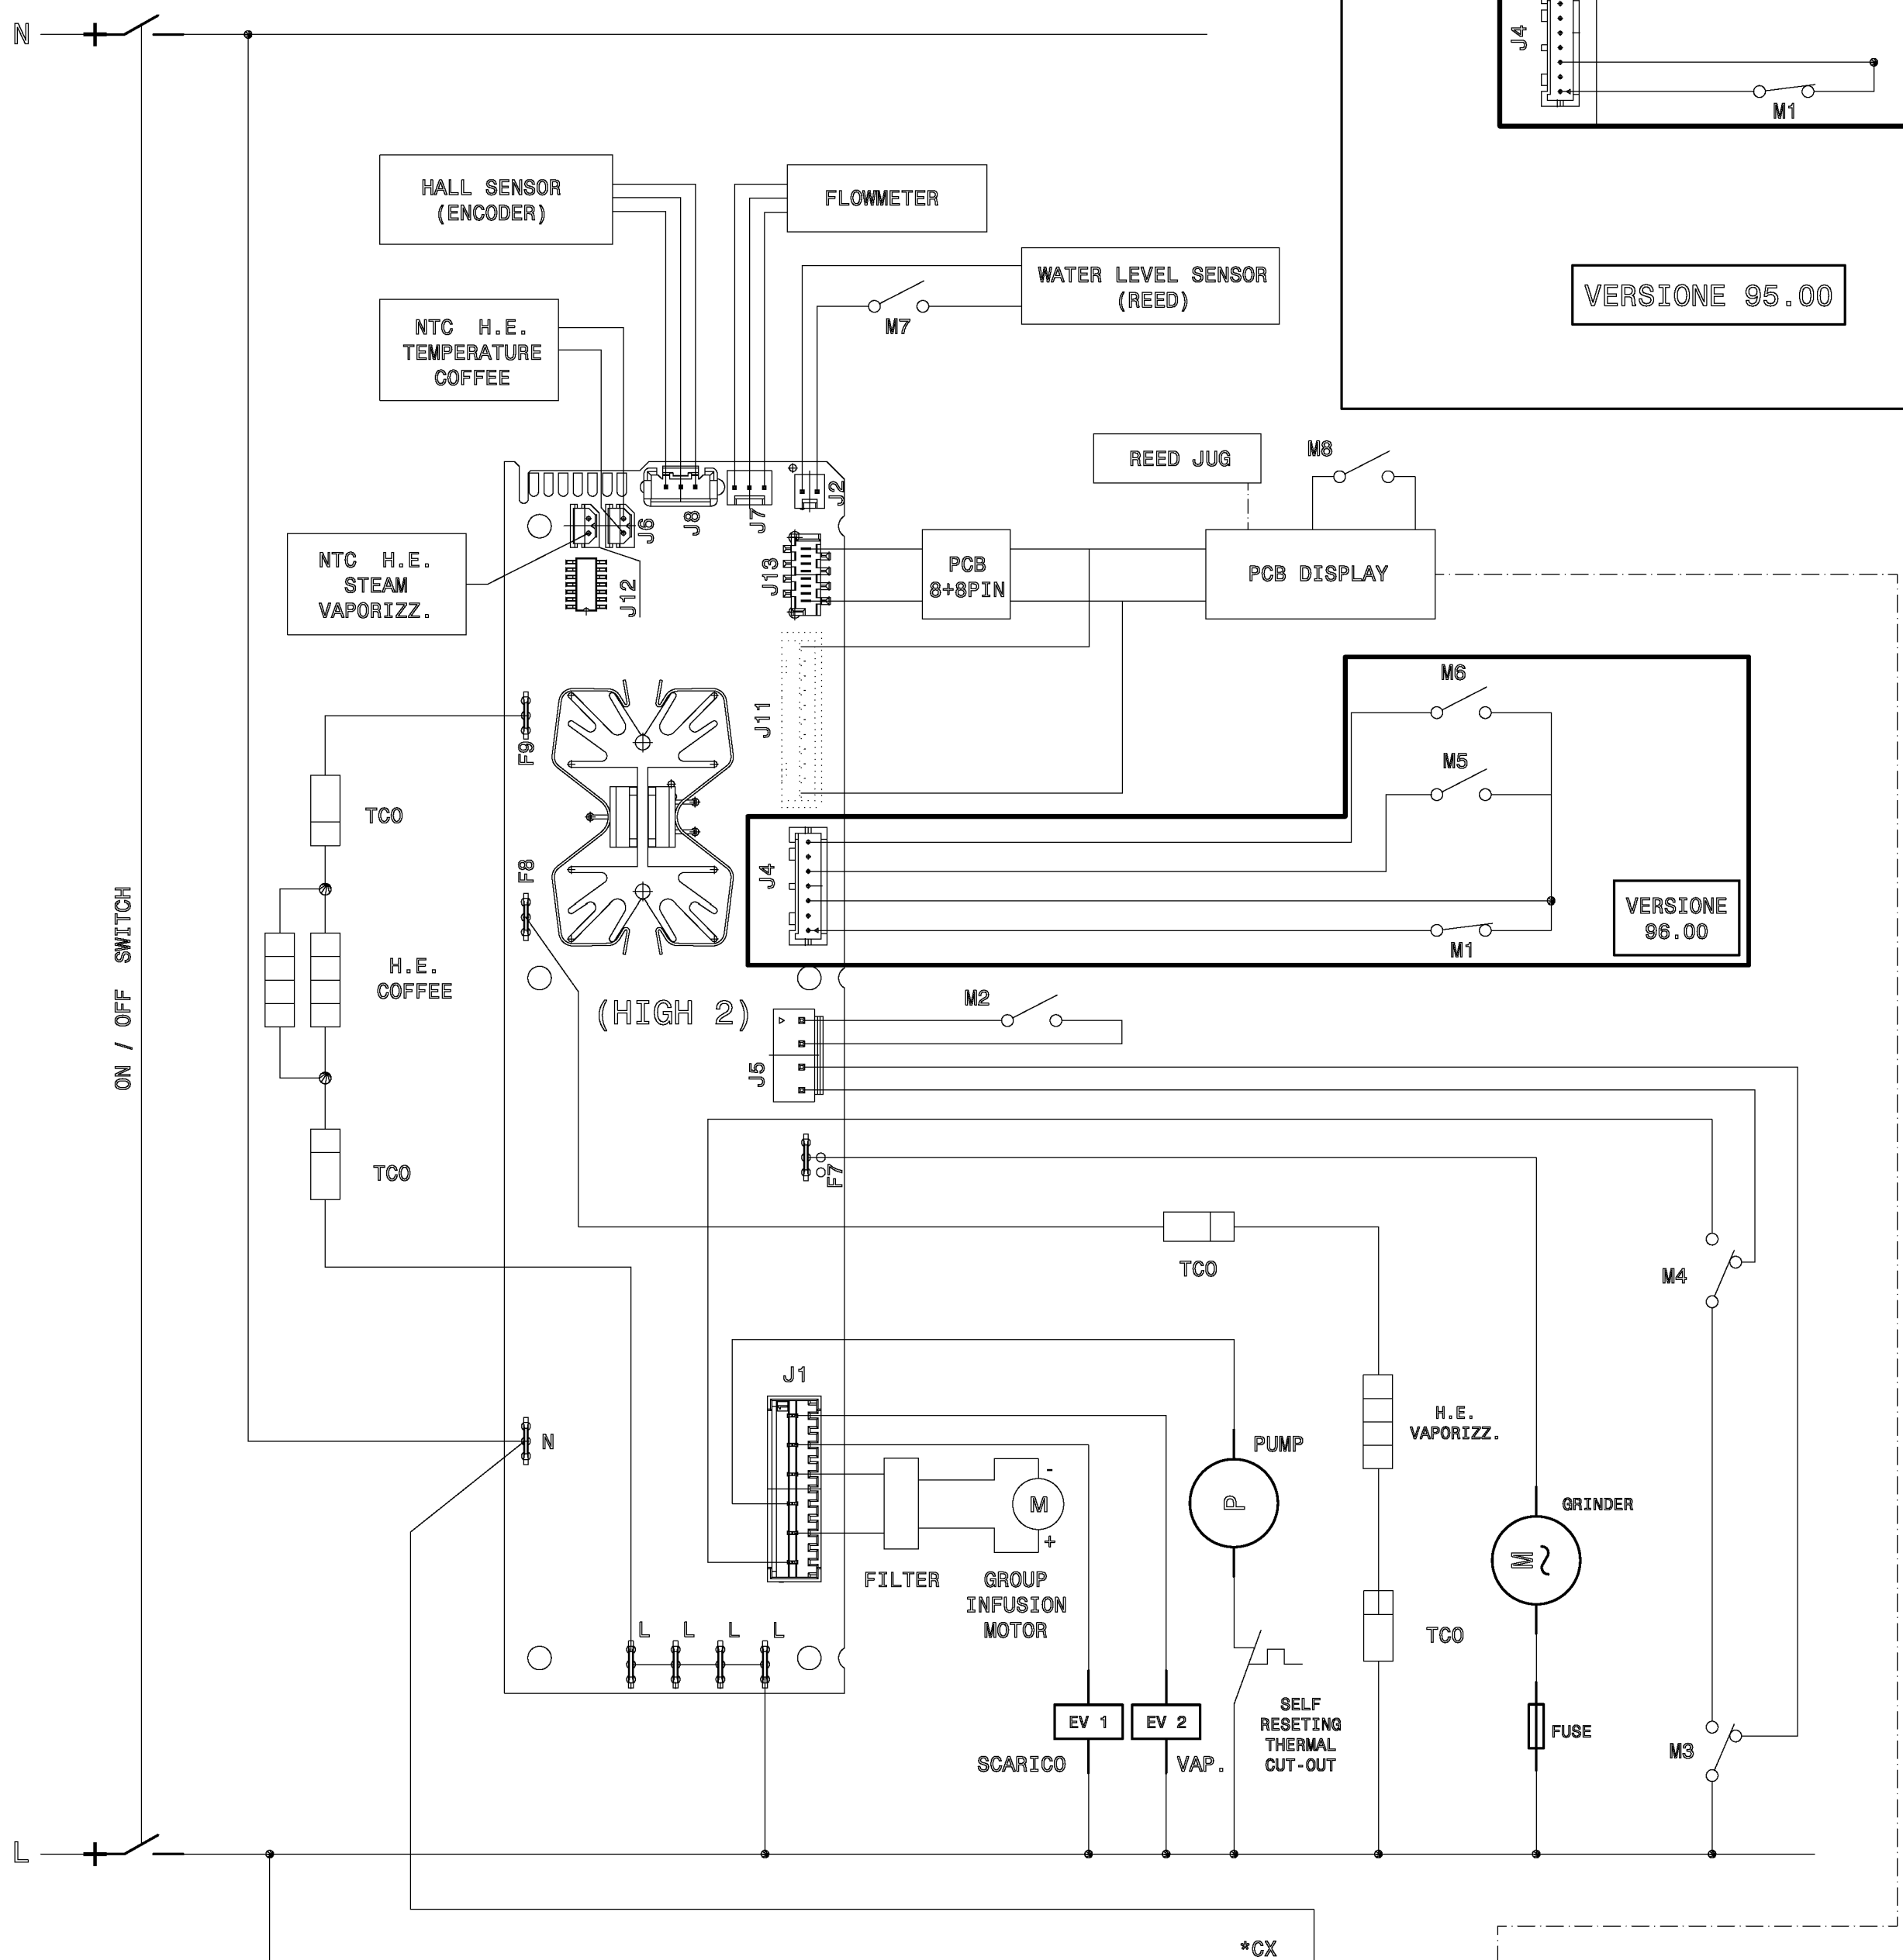 N
J4
M1
HALL SENSOR
(ENCODER)
FLOWMETER
WATER LEVEL SENSOR
(REED)
M7
VERSIONE 95.00
NTC H.E.
TEMPERATURE
COFFEE
REED JUG
M8
J6
J8
J7
J2
NTC H.E.
STEAM
VAPORIZZ.
J12
J13
PCB
8+8PIN
PCB DISPLAY
M6
F9
J11
M5
TCO
F8
J4
VERSIONE
96.00
M1
ON / OFF SWITCH
H.E.
COFFEE
(HIGH 2)
M2
J5
TCO
F7
TCO
M4
J1
H.E.
VAPORIZZ.
N
PUMP
P
-
M
+
GRINDER
M
FILTER
GROUP
INFUSION
MOTOR
L
L
L
L
TCO
EV 1
EV 2
SELF
RESETING
THERMAL
CUT-OUT
FUSE
SCARICO
VAP.
M3
L
*CX